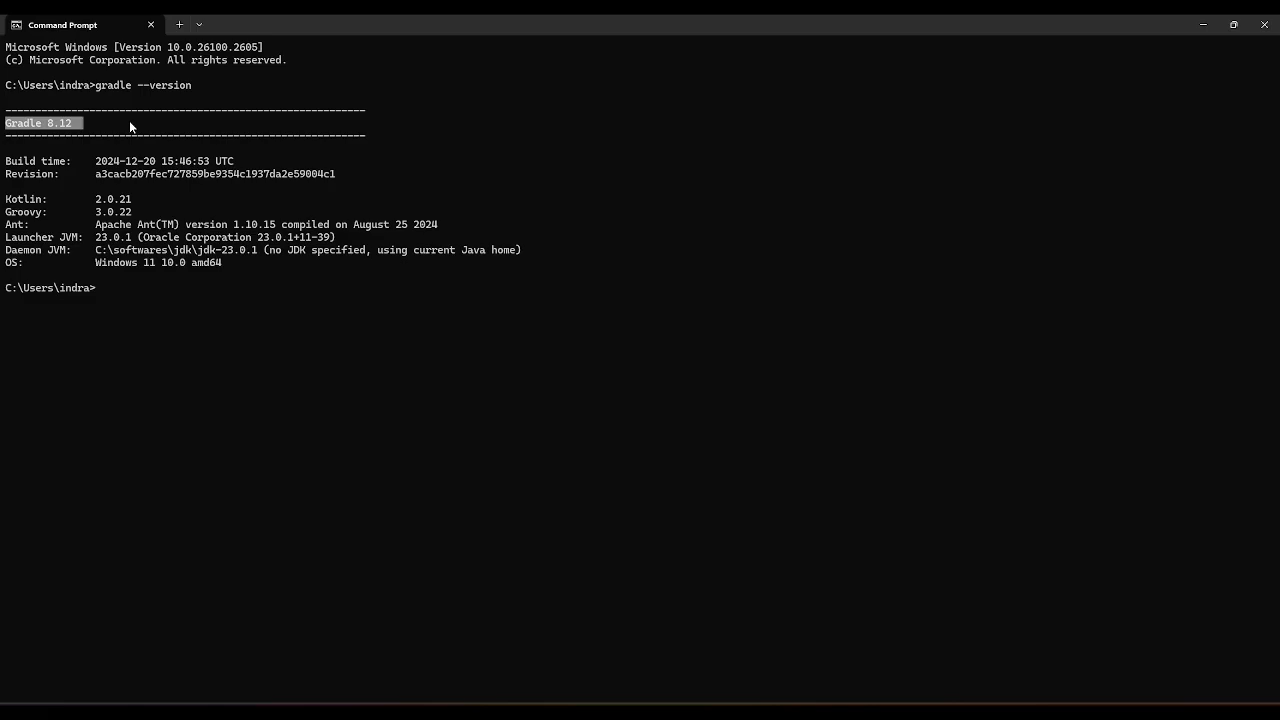 Command Prompt
Microsoft Windows [Version 10.0.26100.2605]
(c) Microsoft Corporation. All rights reserved.
C:\Users\indra>gradle --version
------------------------------------------------------------
Gradle 8.12
------------------------------------------------------------
Build time:   2024-12-20 15:46:53 UTC
Revision:     a3cacb207fec727859be9354c1937da2e59004c1
Kotlin:       2.0.21
Groovy:       3.0.22
Ant:          Apache Ant(TM) version 1.10.15 compiled on August 25 2024
Launcher JVM: 23.0.1 (Oracle Corporation 23.0.1+11-39)
Daemon JVM:   C:\softwares\jdk\jdk-23.0.1 (no JDK specified, using current Java home)
OS:           Windows 11 10.0 amd64
C:\Users\indra>